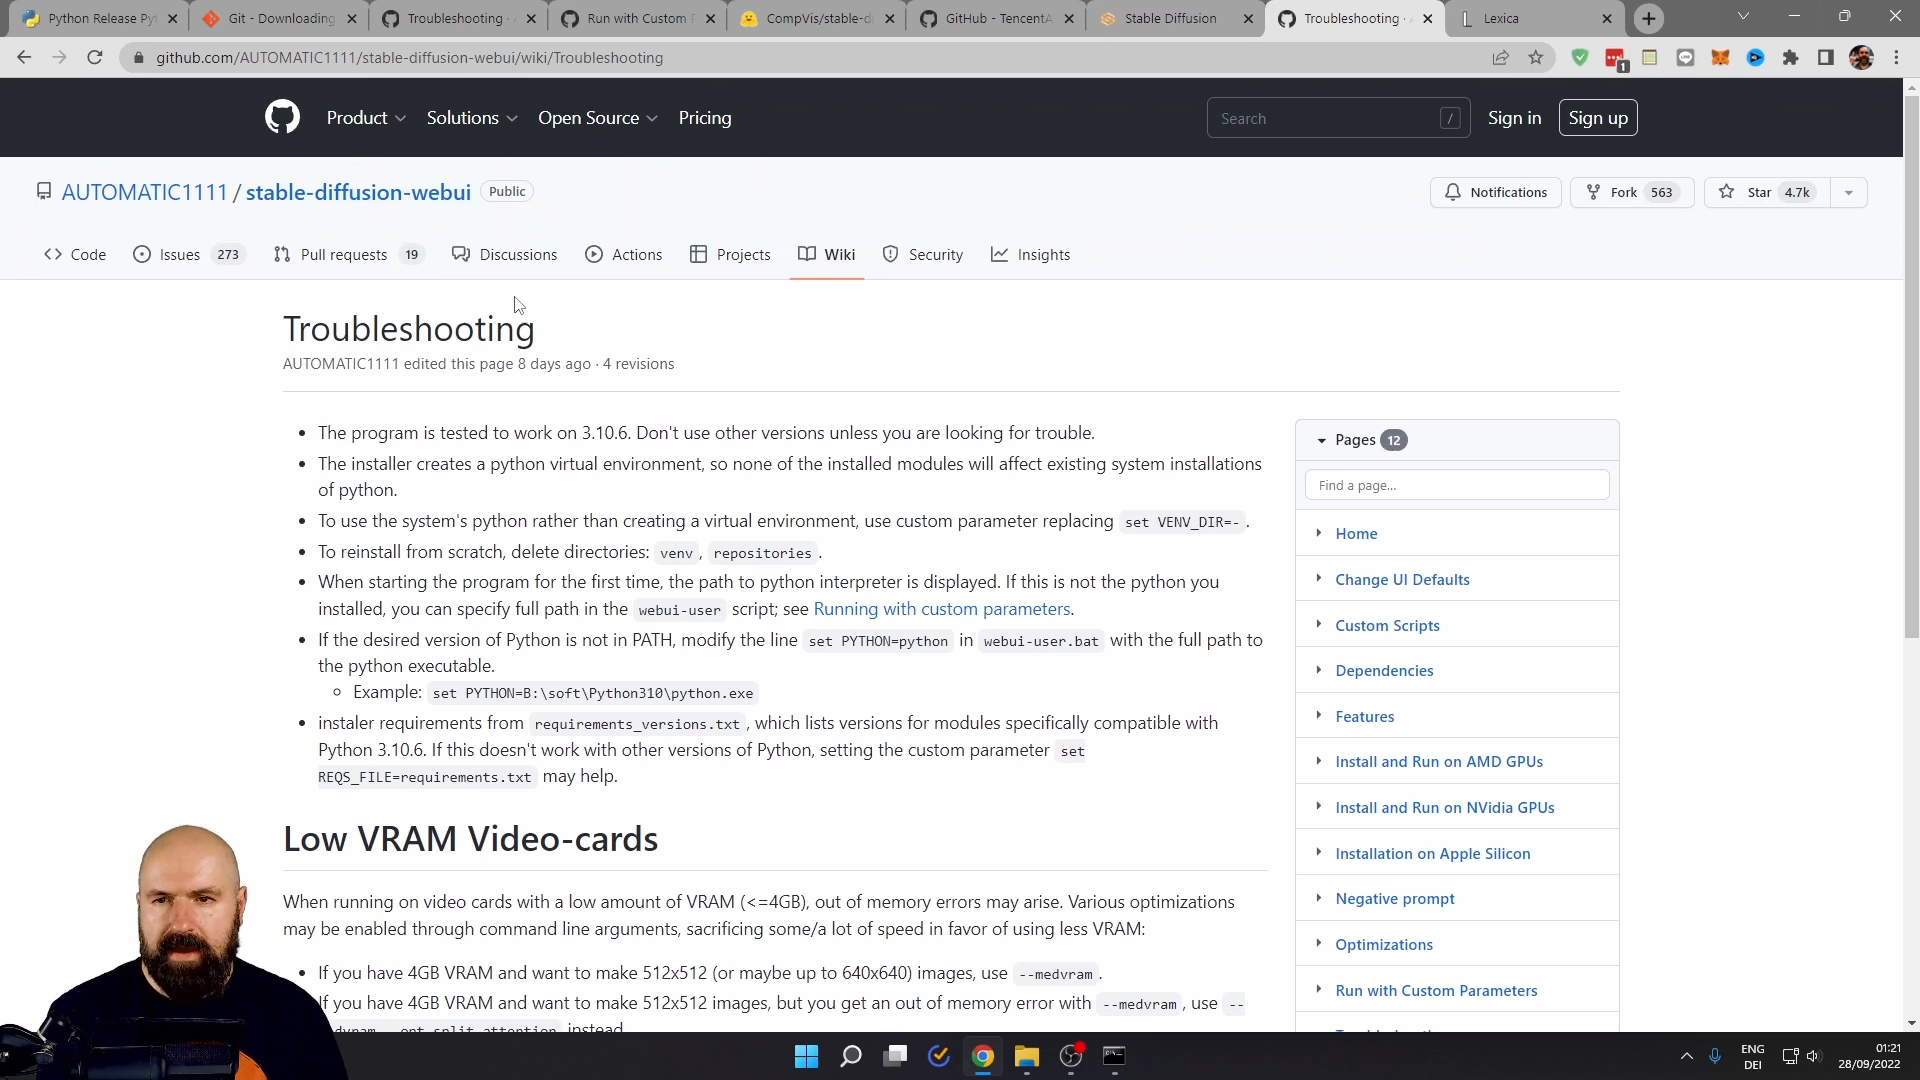 Python Release Pyt
Git - Downloading
Troubleshooting ·
Run with Custom P
CompVis/stable-di
GitHub - TencentA
Stable Diffusion
Troubleshooting ·
Lexica
github.com/AUTOMATIC1111/stable-diffusion-webui/wiki/Troubleshooting
1
Product
Solutions
Open Source
Pricing
Search
/
Sign in
Sign up
AUTOMATIC1111 / stable-diffusion-webui Public
Notifications
Fork 563
Star 4.7k
Code
Issues 273
Pull requests 19
Discussions
Actions
Projects
Wiki
Security
Insights
Troubleshooting
AUTOMATIC1111 edited this page 8 days ago · 4 revisions
• The program is tested to work on 3.10.6. Don't use other versions unless you are looking for trouble.
• The installer creates a python virtual environment, so none of the installed modules will affect existing system installations
of python.
• To use the system's python rather than creating a virtual environment, use custom parameter replacing set VENV_DIR=- .
• To reinstall from scratch, delete directories: venv , repositories .
• When starting the program for the first time, the path to python interpreter is displayed. If this is not the python you
installed, you can specify full path in the webui-user script; see Running with custom parameters.
• If the desired version of Python is not in PATH, modify the line set PYTHON=python in webui-user.bat with the full path to
the python executable.
Example: set PYTHON=B:\soft\Python310\python.exe
• instaler requirements from requirements_versions.txt , which lists versions for modules specifically compatible with
Python 3.10.6. If this doesn't work with other versions of Python, setting the custom parameter set
REQS_FILE=requirements.txt may help.
Low VRAM Video-cards
When running on video cards with a low amount of VRAM (<=4GB), out of memory errors may arise. Various optimizations
may be enabled through command line arguments, sacrificing some/a lot of speed in favor of using less VRAM:
• If you have 4GB VRAM and want to make 512x512 (or maybe up to 640x640) images, use --medvram .
If you have 4GB VRAM and want to make 512x512 images, but you get an out of memory error with --medvram , use --
instead
Pages 12
Find a page...
Home
Change UI Defaults
Custom Scripts
Dependencies
Features
Install and Run on AMD GPUs
Install and Run on NVidia GPUs
Installation on Apple Silicon
Negative prompt
Optimizations
Run with Custom Parameters
ENG
DEI
01:21
28/09/2022